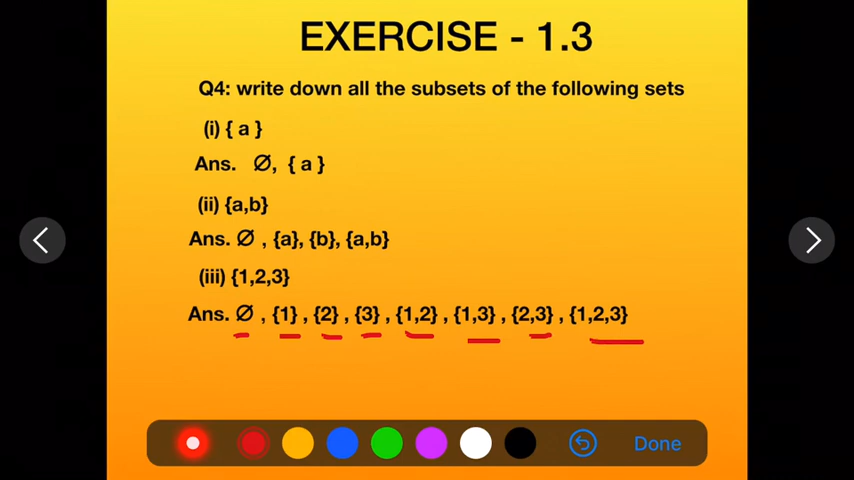 EXERCISE - 1.3
Q4: write down all the subsets of the following sets
(i) { a }
Ans. ∅, { a }
(ii) {a,b}
Ans. ∅ , {a}, {b}, {a,b}
(iii) {1,2,3}
Ans. ∅ , {1} , {2} , {3} , {1,2} , {1,3} , {2,3} , {1,2,3}
Done